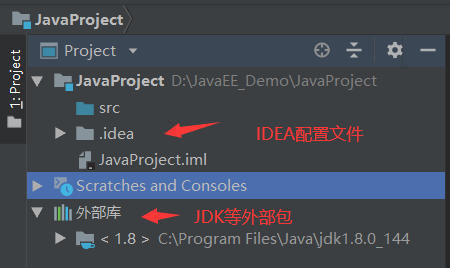 JavaProject
1: Project
Project
JavaProject D:\JavaEE_Demo\JavaProject
src
.idea IDEA配置文件
JavaProject.iml
Scratches and Consoles
外部库 JDK等外部包
< 1.8 > C:\Program Files\Java\jdk1.8.0_144